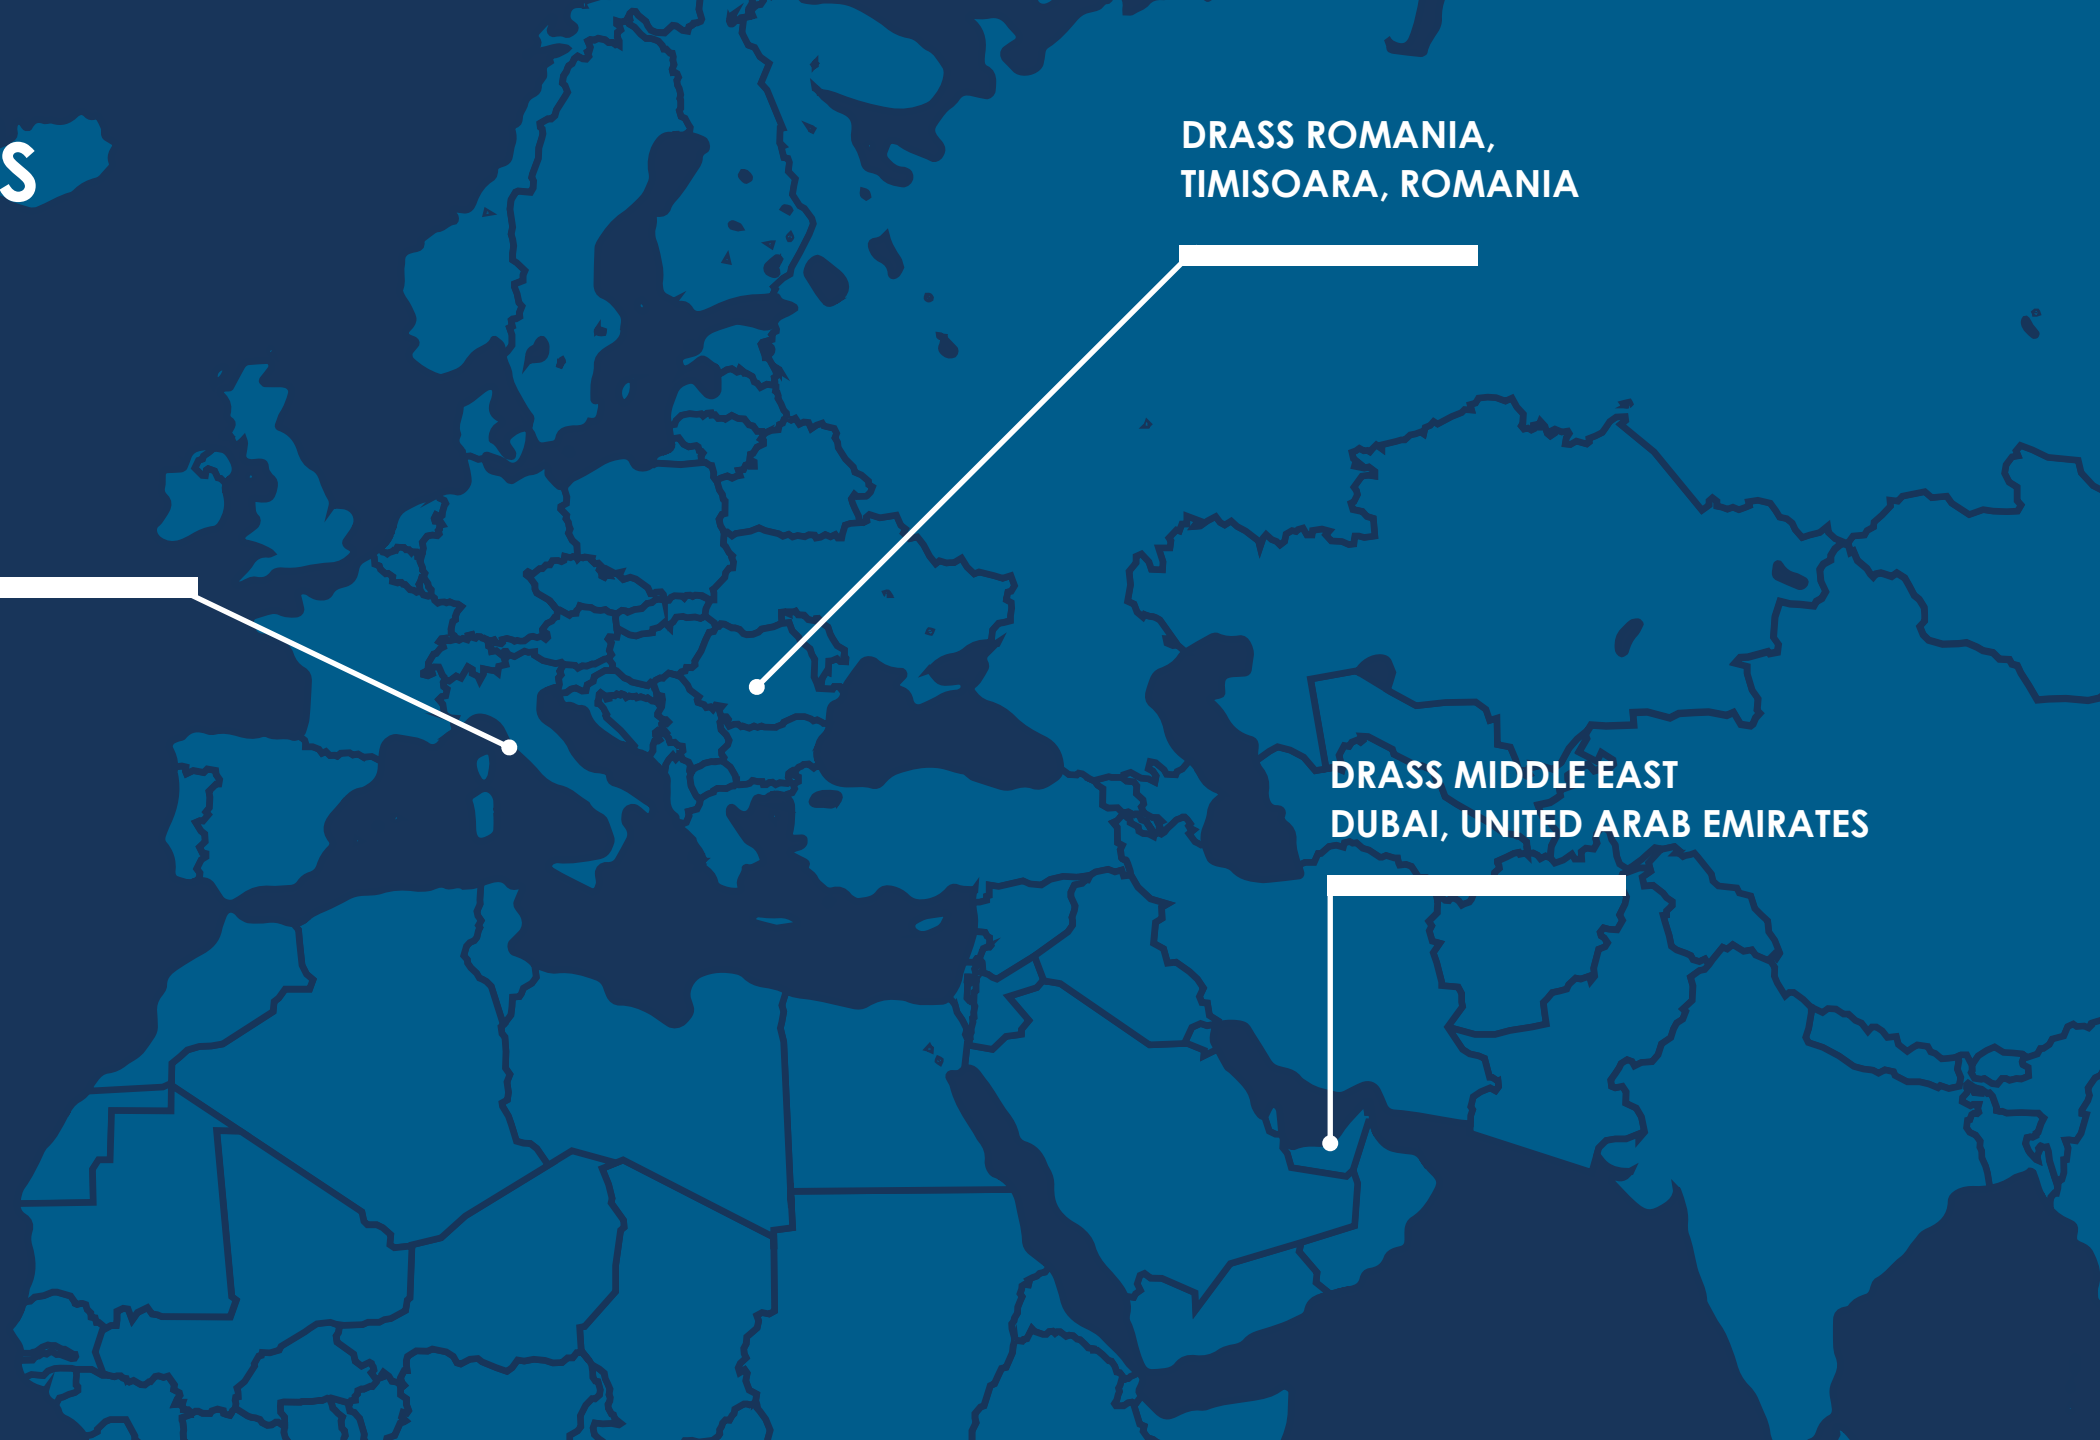 S
DRASS ROMANIA,
TIMISOARA, ROMANIA
DRASS MIDDLE EAST
DUBAI, UNITED ARAB EMIRATES